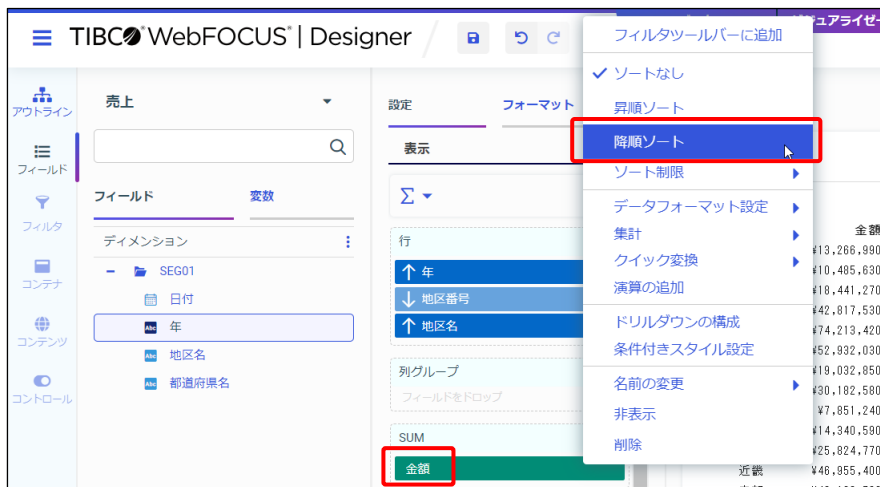 TIBCO WebFOCUS | Designer
アウトライン
フィールド
フィルタ
コンテナ
コンテンツ
コントロール
売上
フィールド
変数
ディメンション
SEG01
日付
Abc 年
Abc 地区名
Abc 都道府県名
設定
フォーマット
表示
Σ
行
年
地区番号
地区名
列グループ
フィールドをドロップ
SUM
金額
フィルタツールバーに追加
ソートなし
昇順ソート
降順ソート
ソート制限
データフォーマット設定
集計
クイック変換
演算の追加
ドリルダウンの構成
条件付きスタイル設定
名前の変更
非表示
削除
金額
¥13,266,990
¥10,485,630
¥18,441,270
¥42,817,530
¥74,213,420
¥52,932,030
¥19,032,850
¥30,182,580
¥7,851,240
¥14,340,590
¥25,824,770
近畿 ¥46,955,400